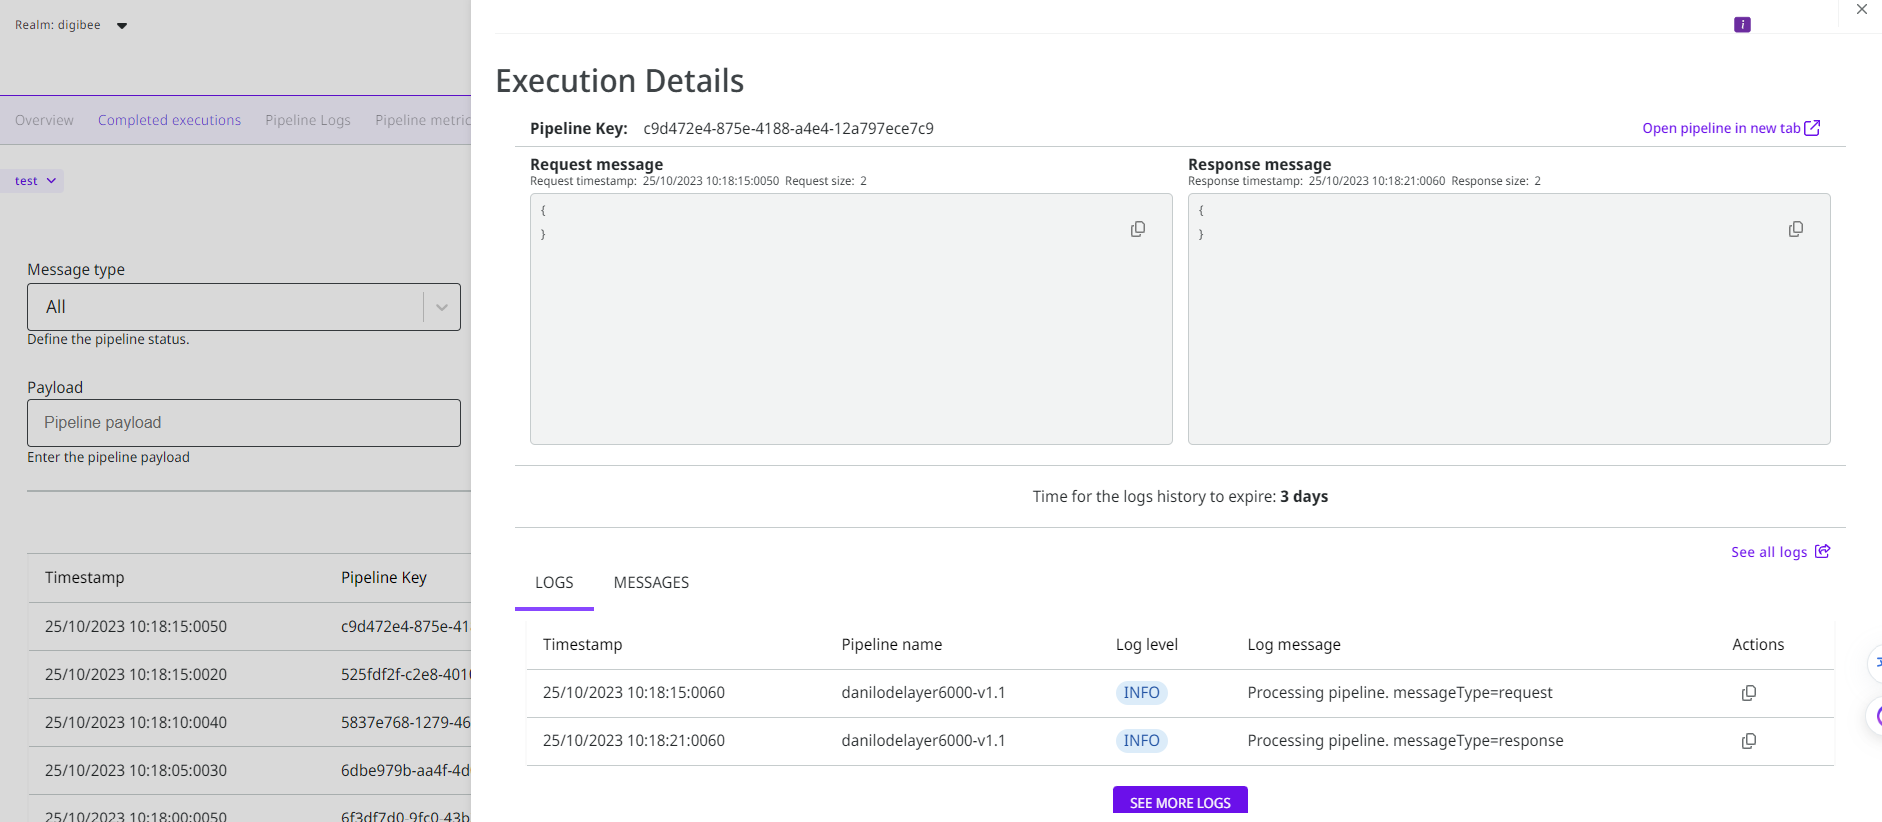 Realm: digibee
Overview Completed executions Pipeline Logs Pipeline metric
test
Message type
All
Define the pipeline status.
Payload
Pipeline payload
Enter the pipeline payload
Timestamp Pipeline Key
25/10/2023 10:18:15:0050 c9d472e4-875e-41
25/10/2023 10:18:15:0020 525fdf2f-c2e8-401
25/10/2023 10:18:10:0040 5837e768-1279-46
25/10/2023 10:18:05:0030 6dbe979b-aa4f-4d
25/10/2023 10:18:00:0050 6f3df7d0-9fc0-43b
i
Execution Details
Pipeline Key: c9d472e4-875e-4188-a4e4-12a797ece7c9
Open pipeline in new tab
Request message
Request timestamp: 25/10/2023 10:18:15:0050 Request size: 2
{
}
Response message
Response timestamp: 25/10/2023 10:18:21:0060 Response size: 2
{
}
Time for the logs history to expire: 3 days
See all logs
LOGS MESSAGES
Timestamp Pipeline name Log level Log message Actions
25/10/2023 10:18:15:0060 danilodelayer6000-v1.1 INFO Processing pipeline. messageType=request
25/10/2023 10:18:21:0060 danilodelayer6000-v1.1 INFO Processing pipeline. messageType=response
SEE MORE LOGS